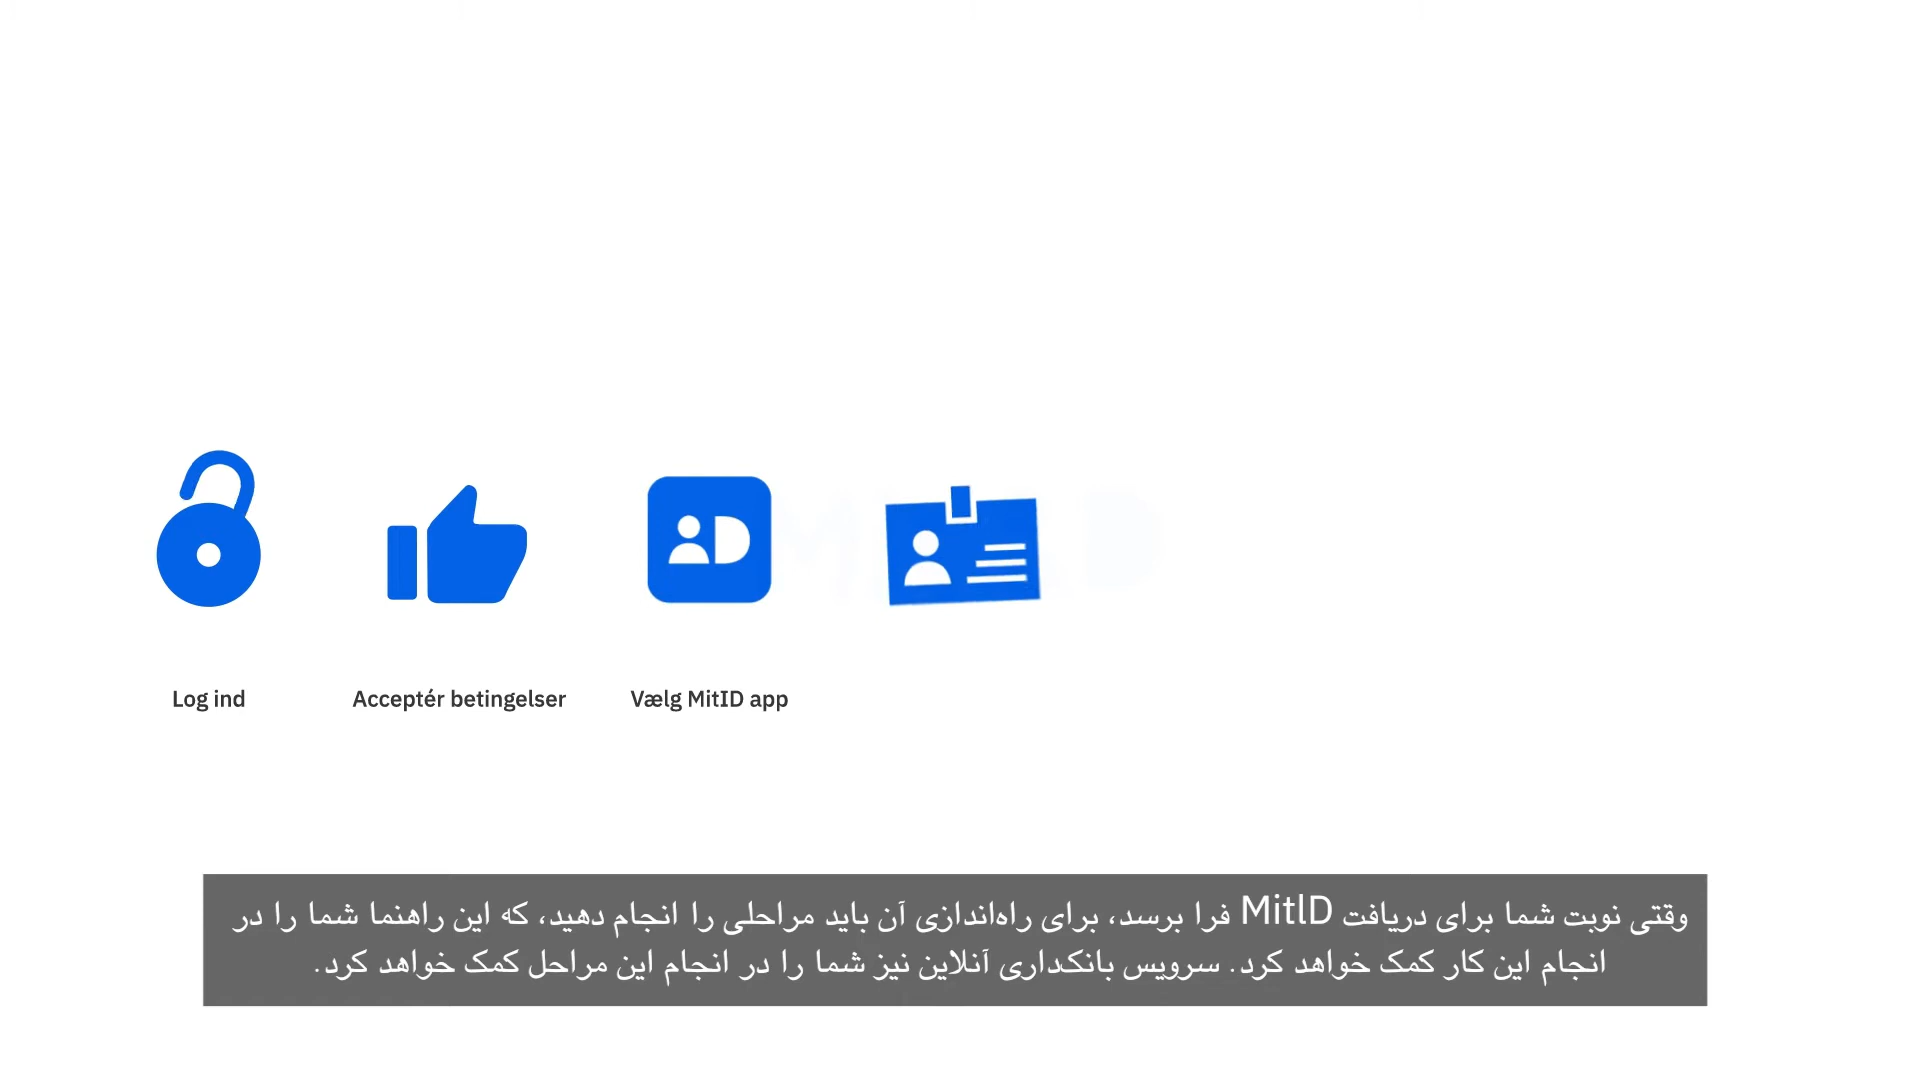 Log ind
Acceptér betingelser
Vælg MitID app
وقتی نوبت شما برای دریافت MitID فرا برسد، برای راه‌اندازی آن باید مراحلی را انجام دهید، که این راهنما شما را در
انجام این کار کمک خواهد کرد. سرویس بانکداری آنلاین نیز شما را در انجام این مراحل کمک خواهد کرد.